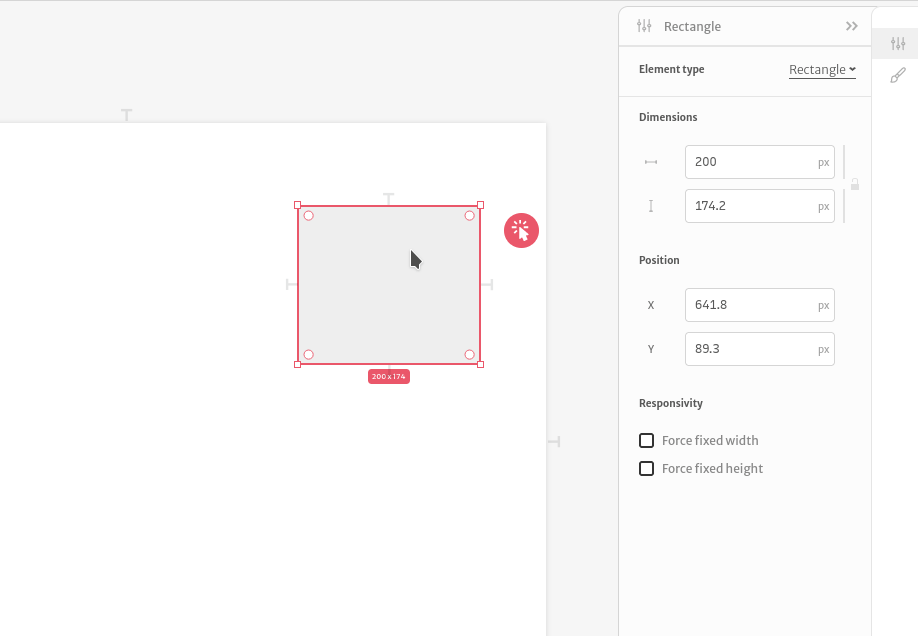 Rectangle
Element type Rectangle
Dimensions
200 px
174.2 px
Position
X 641.8 px
Y 89.3 px
Responsivity
Force fixed width
Force fixed height
200 x 174